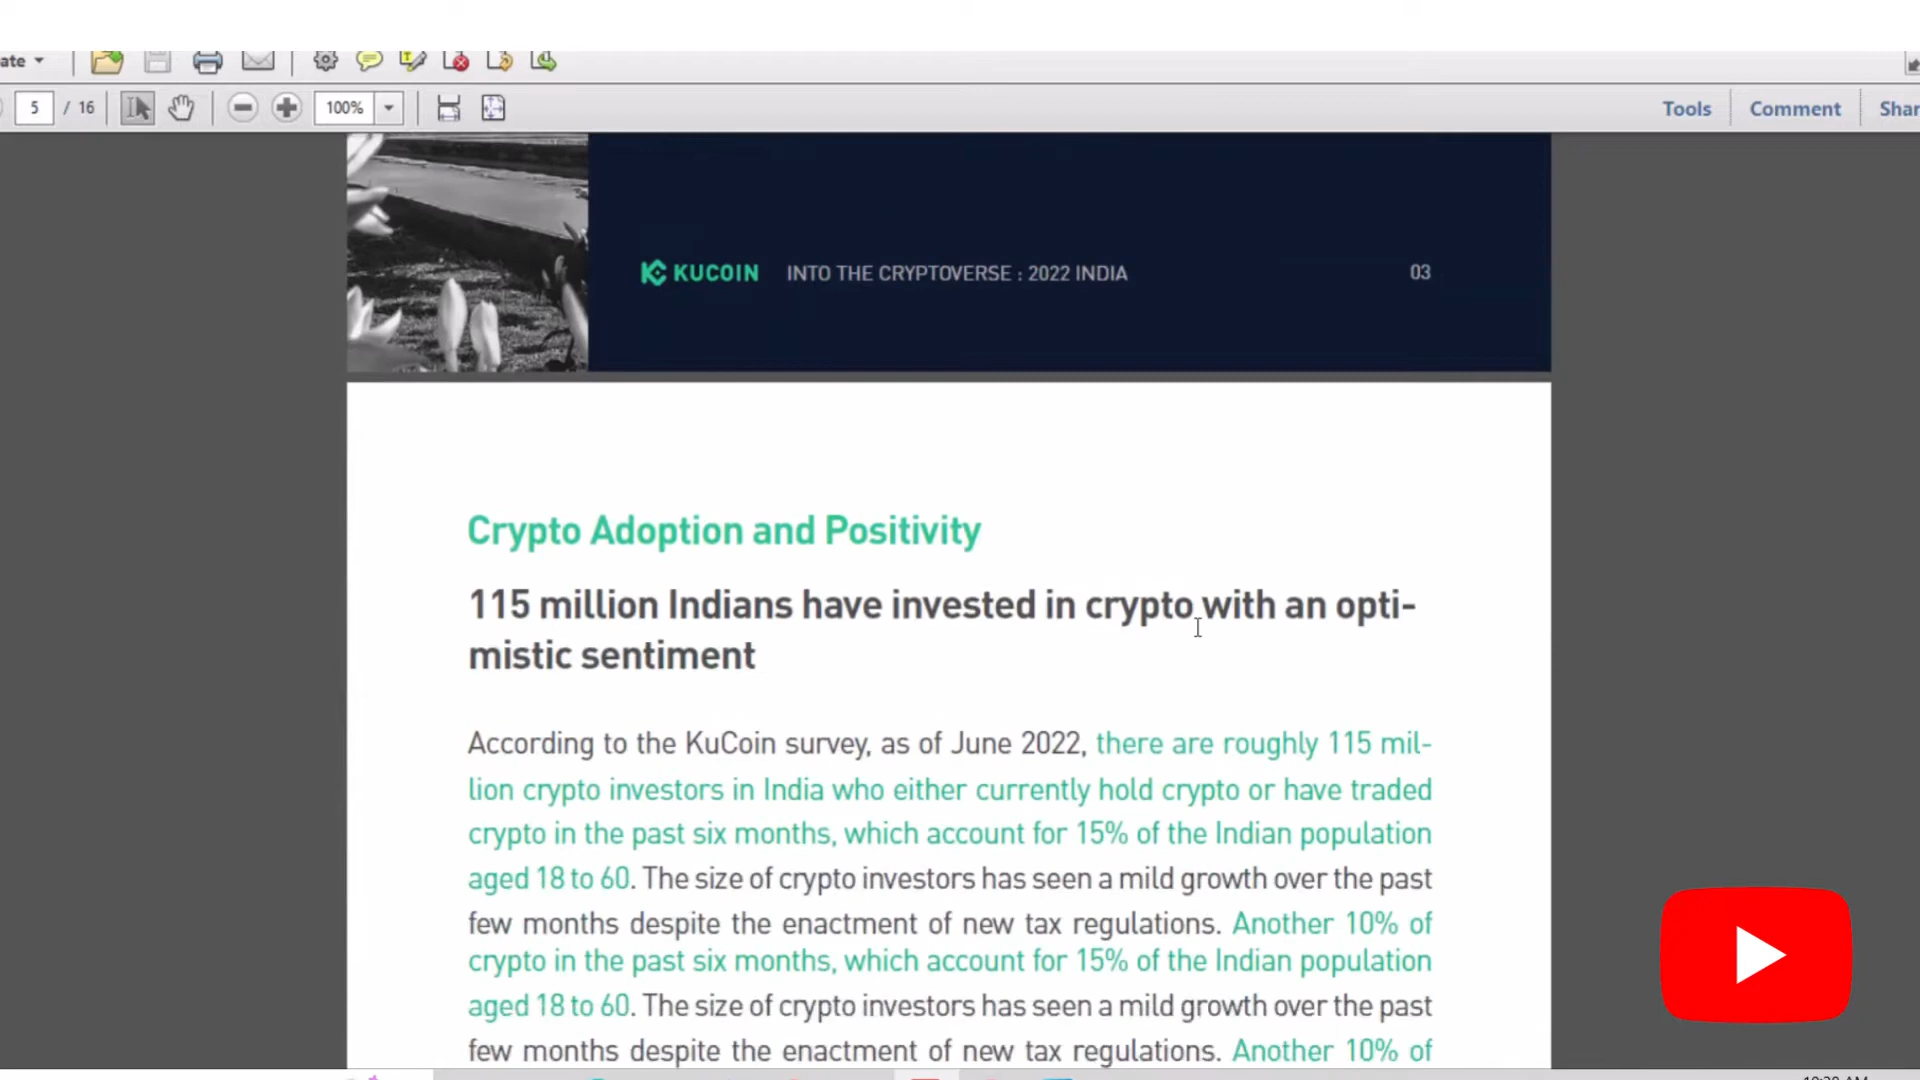 ate
5 / 16 100% Tools Comment Shar
KUCOIN INTO THE CRYPTOVERSE : 2022 INDIA 03
Crypto Adoption and Positivity
115 million Indians have invested in crypto with an opti-
mistic sentiment
According to the KuCoin survey, as of June 2022, there are roughly 115 mil-
lion crypto investors in India who either currently hold crypto or have traded
crypto in the past six months, which account for 15% of the Indian population
aged 18 to 60. The size of crypto investors has seen a mild growth over the past
few months despite the enactment of new tax regulations. Another 10% of
crypto in the past six months, which account for 15% of the Indian population
aged 18 to 60. The size of crypto investors has seen a mild growth over the past
few months despite the enactment of new tax regulations. Another 10% of